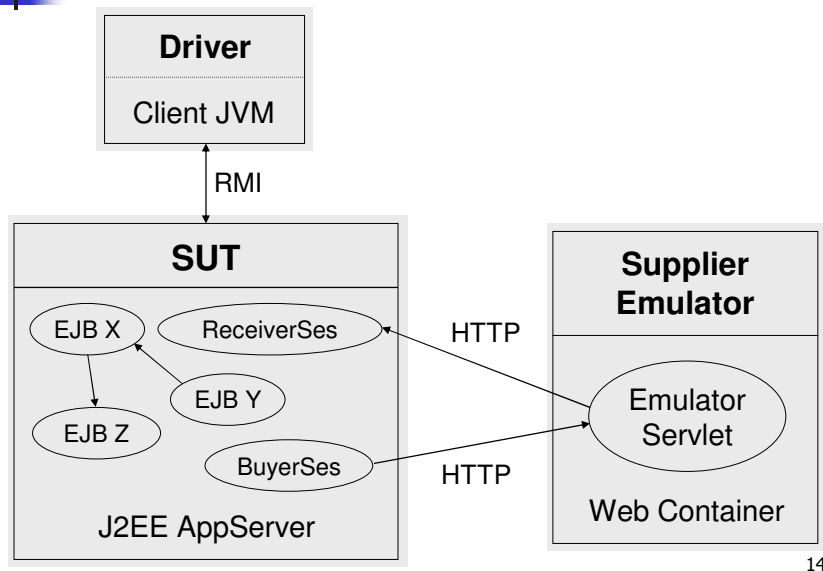 Driver
Client JVM
RMI
SUT
EJB X
ReceiverSes
EJB Y
EJB Z
BuyerSes
J2EE AppServer
HTTP
HTTP
Supplier
Emulator
Emulator
Servlet
Web Container
14